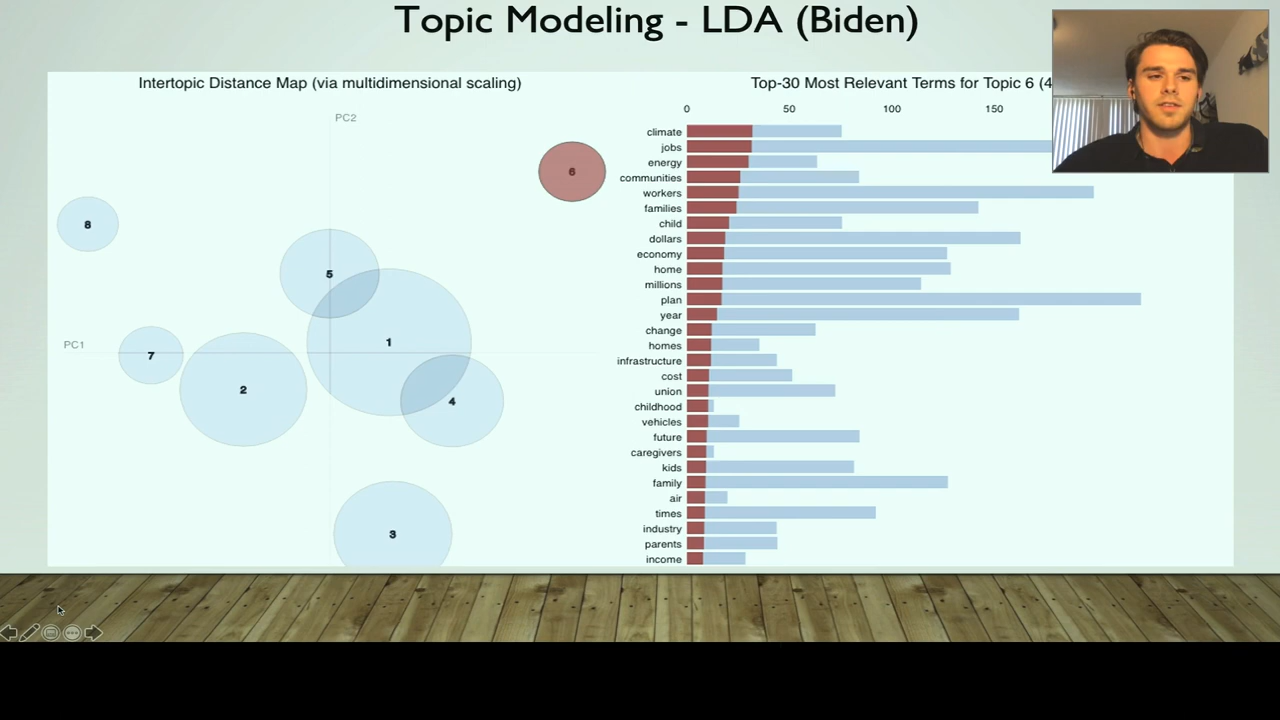 Topic Modeling - LDA (Biden)
Intertopic Distance Map (via multidimensional scaling)
PC2
PC1
8
5
6
1
7
2
4
3
Top-30 Most Relevant Terms for Topic 6 (4
0 50 100 150
climate
jobs
energy
communities
workers
families
child
dollars
economy
home
millions
plan
year
change
homes
infrastructure
cost
union
childhood
vehicles
future
caregivers
kids
family
air
times
industry
parents
income